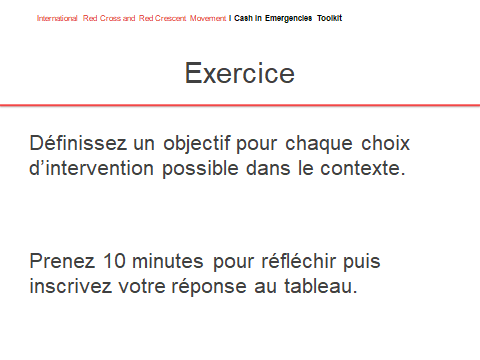 International Red Cross and Red Crescent Movement I Cash in Emergencies Toolkit
Exercice
Définissez un objectif pour chaque choix
d’intervention possible dans le contexte.
Prenez 10 minutes pour réfléchir puis
inscrivez votre réponse au tableau.